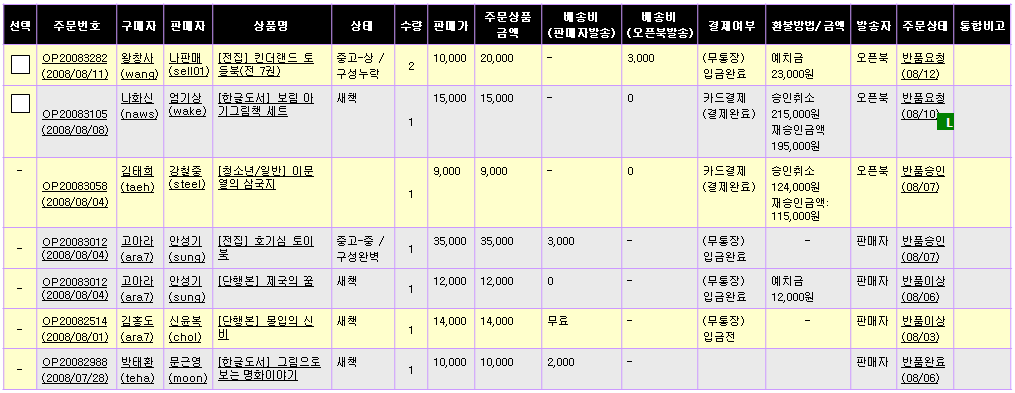 선택 주문번호 구매자 판매자 상품명 상태 수량 판매가 주문상품 금액 배송비 (판매자발송) 배송비 (오픈북발송) 결제여부 환불방법/금액 발송자 주문상태 통합비고
OP20083282 왕창사 나판매 [전집] 킨더랜드 토 중고-상 / 2 10,000 20,000 - 3,000 (무통장) 예치금 오픈북 반품요청
(2008/08/11) (wang) (sell01) 들북(전 7권) 구성누락 입금완료 23,000원 (08/12)
OP20083105 나화신 엄기상 [한글도서] 보림 아 새책 1 15,000 15,000 - 0 카드결제 승인취소 오픈북 반품요청
(2008/08/08) (naws) (wake) 기그림책 세트 (결제완료) 215,000원 (08/10) L
재승인금액
195,000원
- OP20083058 김태희 강철중 [청소년/일반] 이문 새책 1 9,000 9,000 - 0 카드결제 승인취소 오픈북 반품승인
(2008/08/04) (taeh) (steel) 열의 삼국지 (결제완료) 124,000원 (08/07)
재승인금액:
115,000원
- OP20083012 고아라 안성기 [전집] 호기심 토이 중고-중 / 1 35,000 35,000 3,000 - (무통장) - 판매자 반품승인
(2008/08/04) (ara7) (sung) 북 구성완벽 입금완료 (08/07)
- OP20083012 고아라 안성기 [단행본] 제국의 꿈 새책 1 12,000 12,000 0 - (무통장) 예치금 판매자 반품이상
(2008/08/04) (ara7) (sung) 입금완료 12,000원 (08/06)
- OP20082514 김홍도 신윤복 [단행본] 몽입의 신 새책 1 14,000 14,000 무료 - (무통장) - 판매자 반품이상
(2008/08/01) (ara7) (chol) 비 입금전 (08/03)
- OP20082988 박태환 문근영 [한글도서] 그림으로 새책 1 10,000 10,000 2,000 - 판매자 반품완료
(2008/07/28) (teha) (moon) 보는 명화이야기 (08/06)